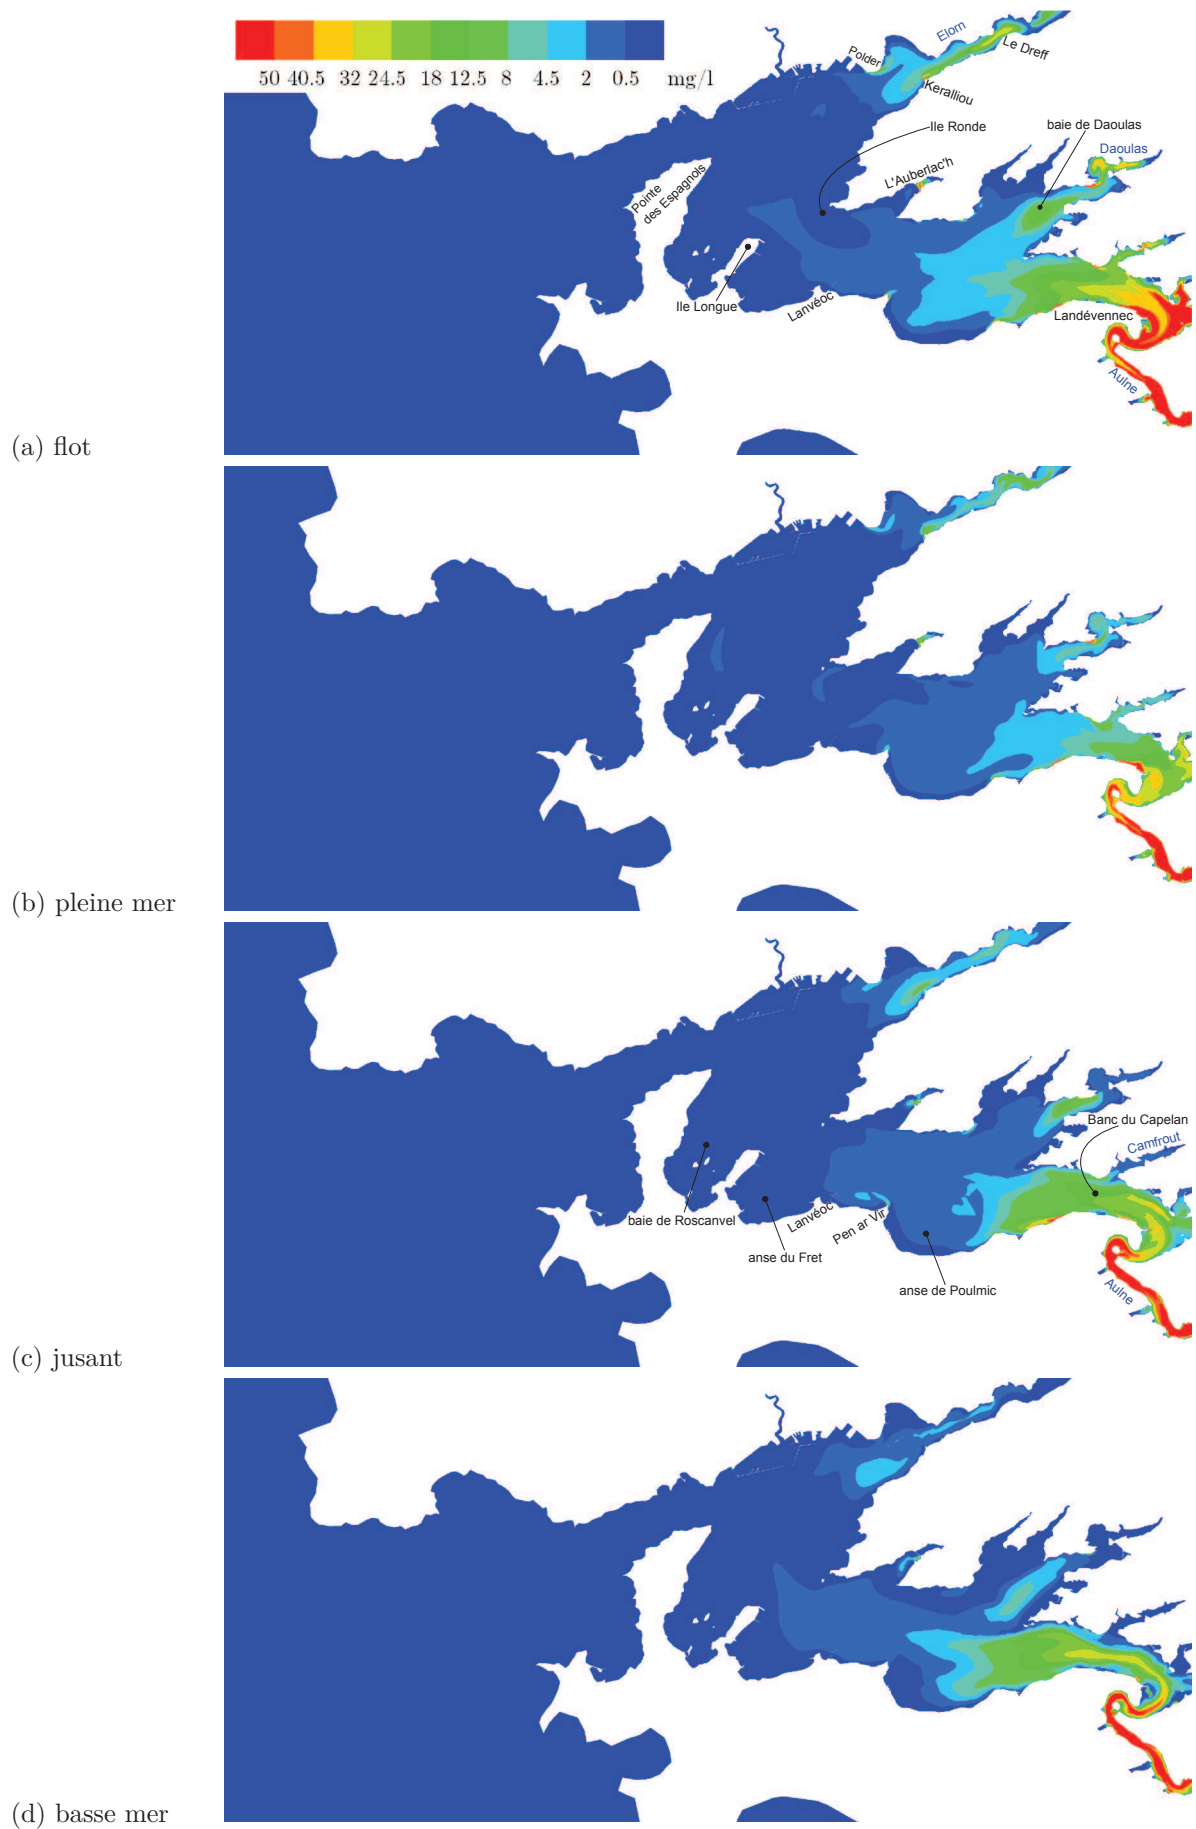 50 40.5 32 24.5 18 12.5 8 4.5 2 0.5 mg/l
Elorn
Le Dreff
Polder
Keralliou
Ile Ronde
baie de Daoulas
Daoulas
L'Auberlac'h
Pointe
des Espagnols
Ile Longue
Lanvéoc
Landévennec
Aulne
(a) flot
(b) pleine mer
Banc du Capelan
Camfrout
baie de Roscanvel
Lanvéoc
Pen ar Vir
anse du Fret
anse de Poulmic
Aulne
(c) jusant
(d) basse mer